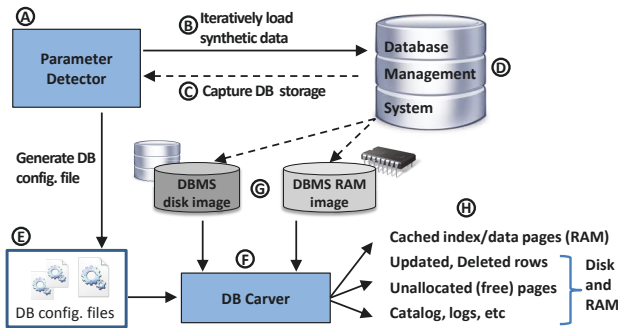 A
B
Iteratively load
synthetic data
Parameter
Detector
Database
Management
System
D
C
Capture DB storage
Generate DB
config. file
DBMS
disk image
G
DBMS RAM
image
H
E
F
Cached index/data pages (RAM)
Updated, Deleted rows
Unallocated (free) pages
Catalog, logs, etc
Disk
and
RAM
DB config. files
DB Carver